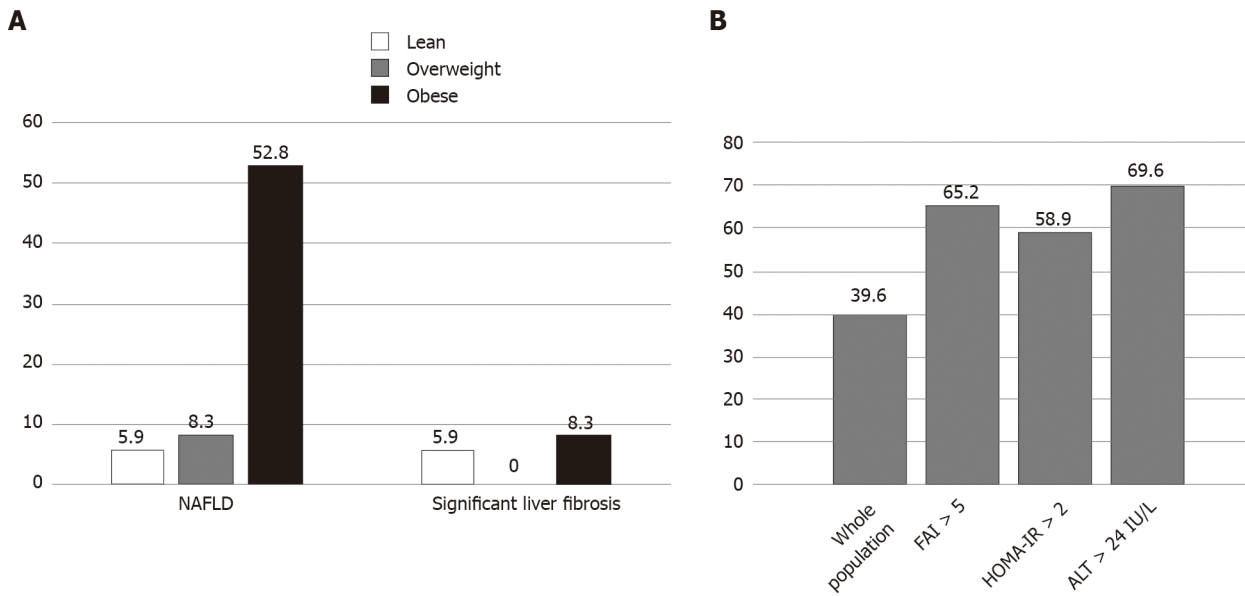 A
Lean
Overweight
Obese
60
50
40
30
20
10
0
5.9
8.3
52.8
5.9
0
8.3
NAFLD
Significant liver fibrosis
B
80
70
60
50
40
30
20
10
0
39.6
65.2
58.9
69.6
Whole
population
FAI > 5
HOMA-IR > 2
ALT > 24 IU/L